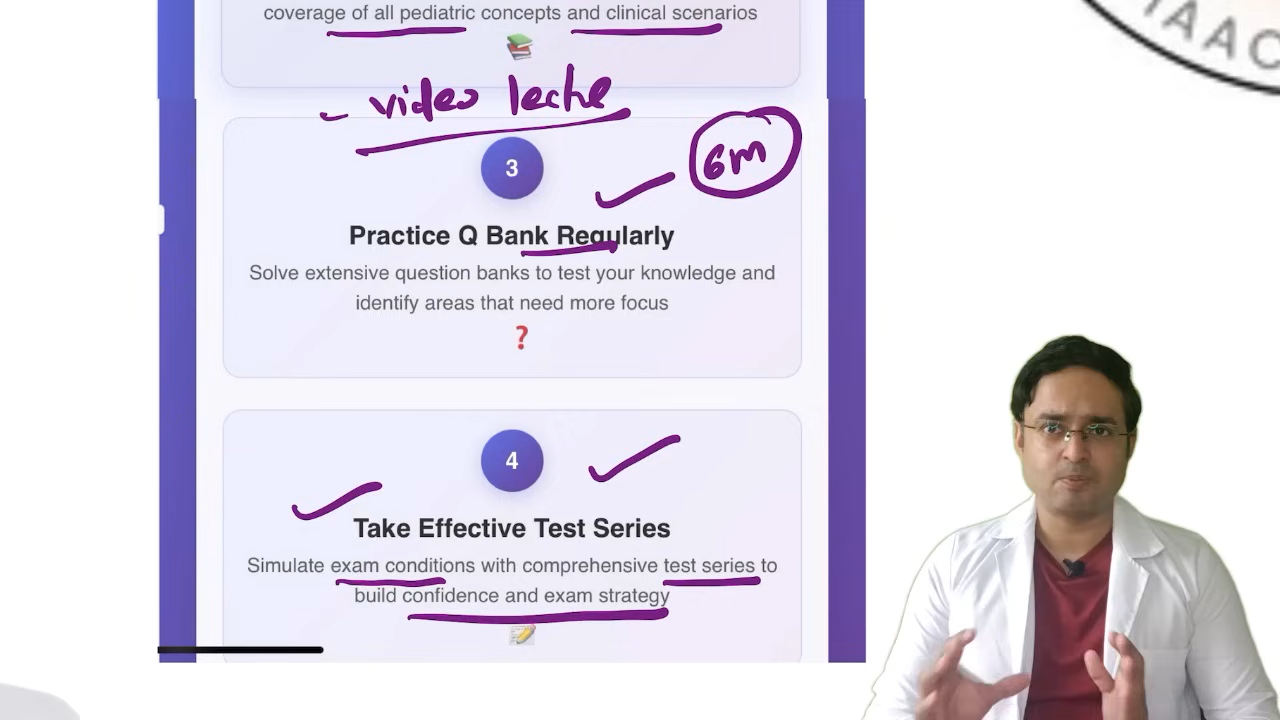 coverage of all pediatric concepts and clinical scenarios
IAAC
- video leche
6m
3
Practice Q Bank Regularly
Solve extensive question banks to test your knowledge and
identify areas that need more focus
?
4
Take Effective Test Series
Simulate exam conditions with comprehensive test series to
build confidence and exam strategy